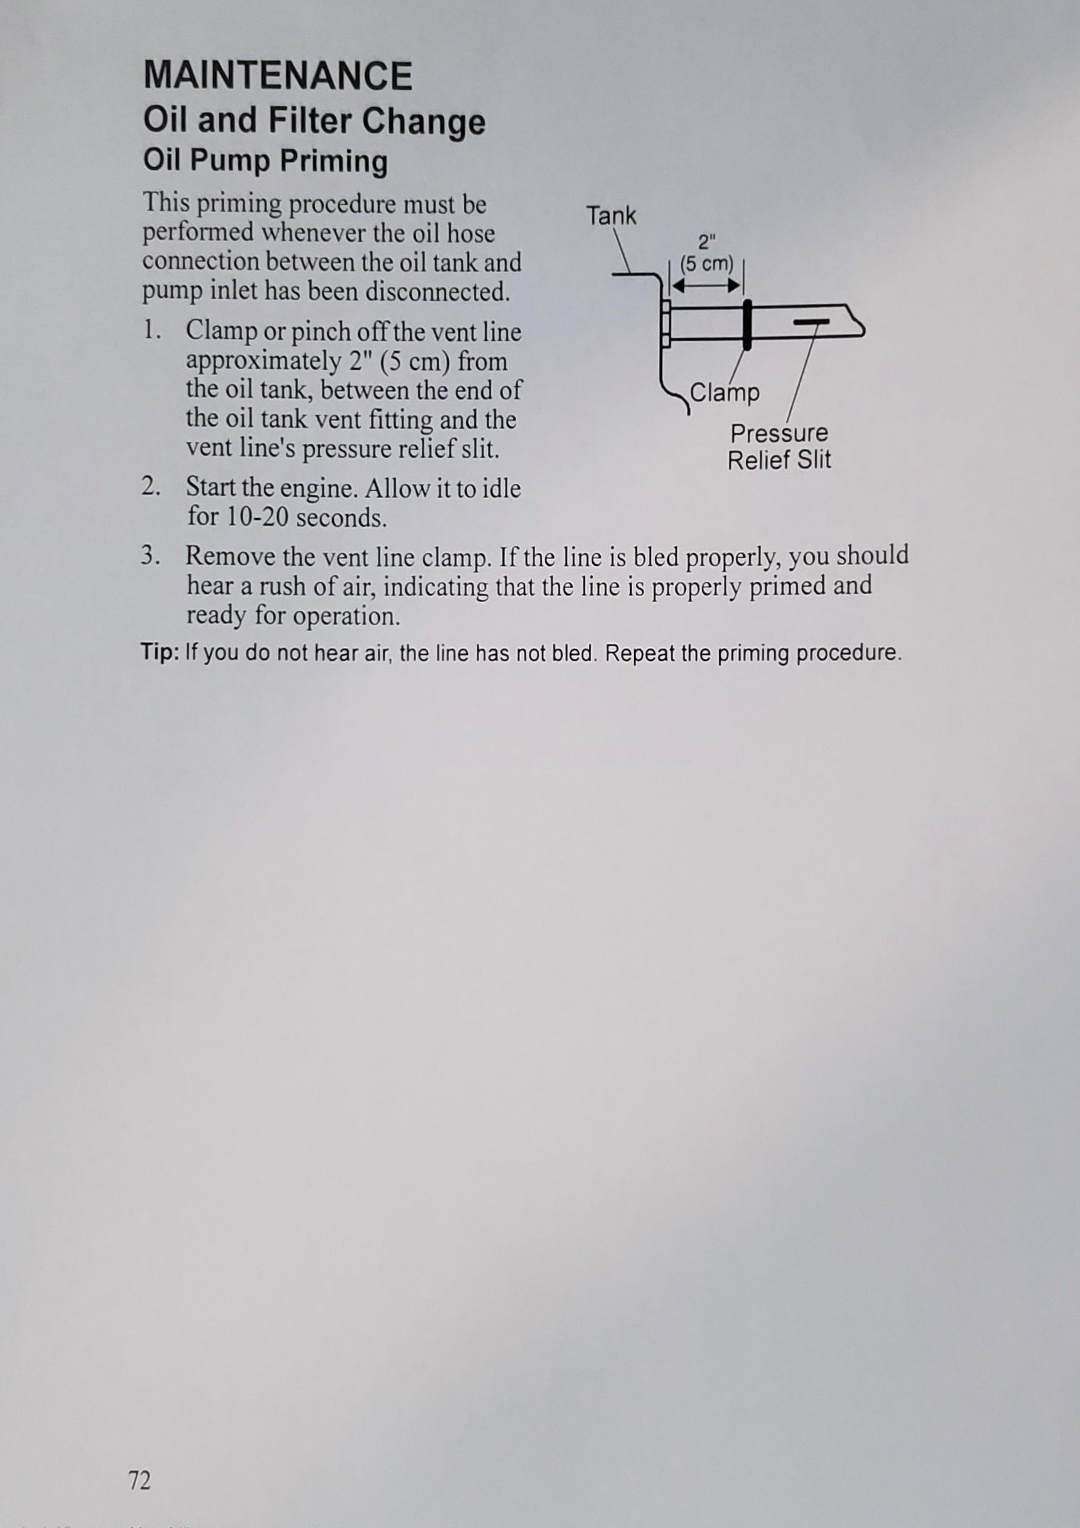 MAINTENANCE
Oil and Filter Change
Oil Pump Priming
This priming procedure must be
performed whenever the oil hose
connection between the oil tank and
pump inlet has been disconnected.
1. Clamp or pinch off the vent line
approximately 2" (5 cm) from
the oil tank, between the end of
the oil tank vent fitting and the
vent line's pressure relief slit.
2. Start the engine. Allow it to idle
for 10-20 seconds.
Tank
2"
(5 cm)
Clamp
Pressure
Relief Slit
3. Remove the vent line clamp. If the line is bled properly, you should
hear a rush of air, indicating that the line is properly primed and
ready for operation.
Tip: If you do not hear air, the line has not bled. Repeat the priming procedure.
72